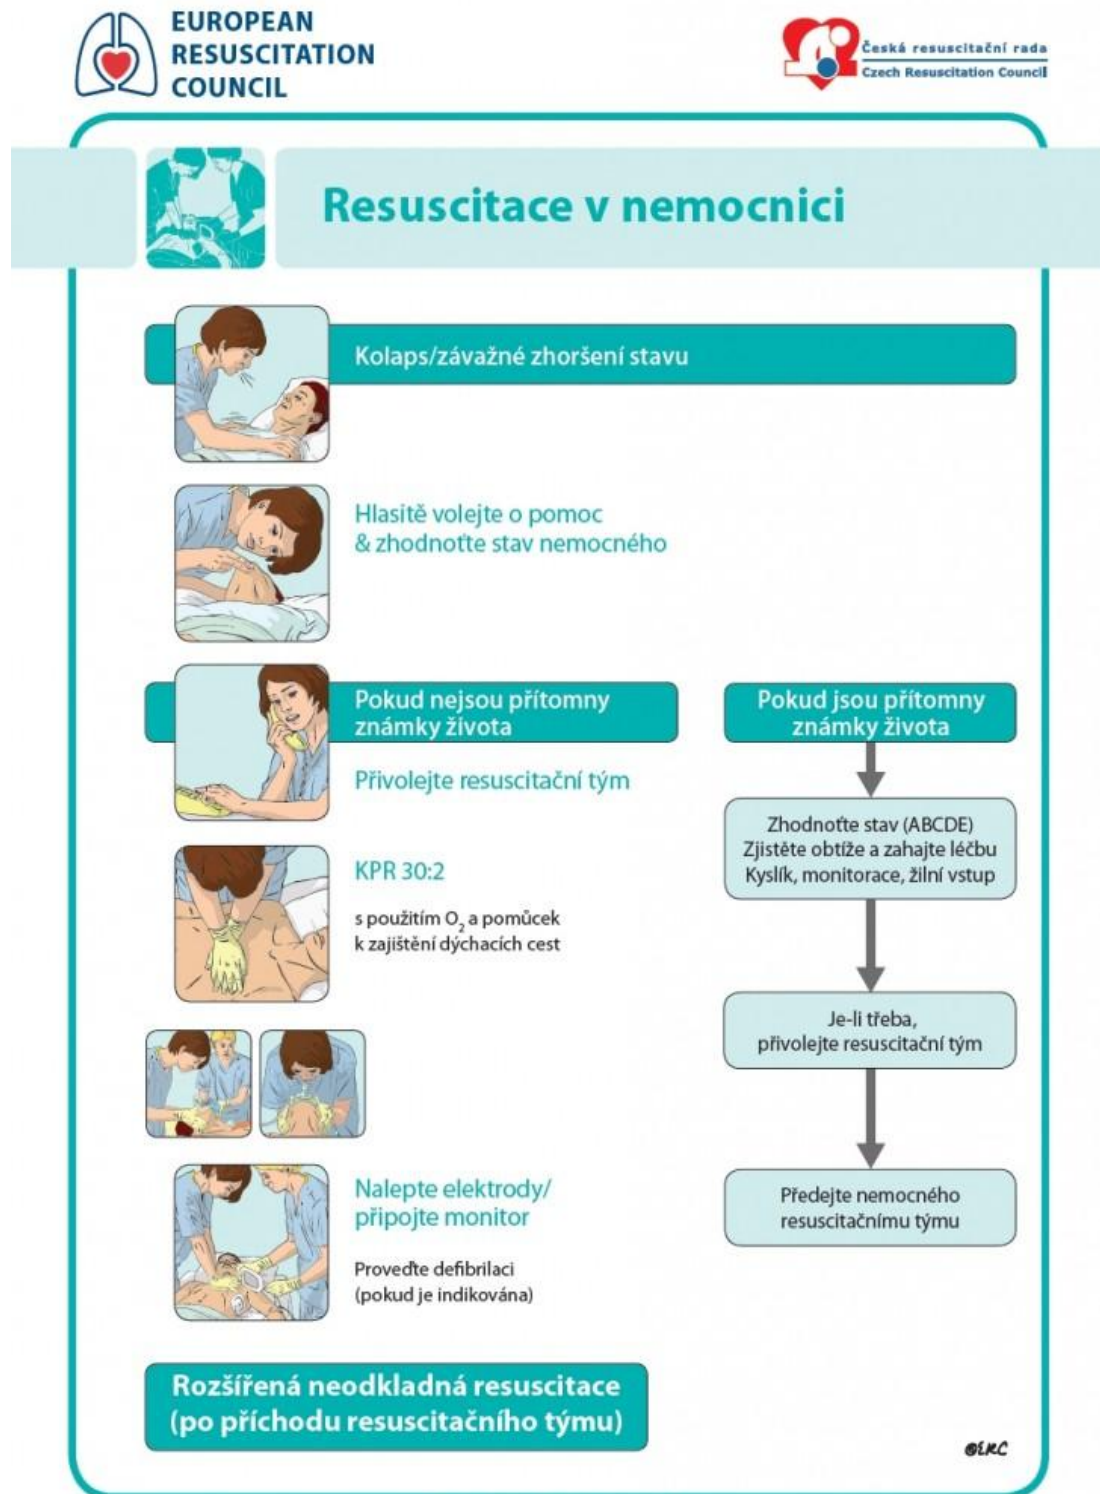 EUROPEAN
RESUSCITATION
COUNCIL
Česká resuscitační rada
Czech Resuscitation Council
Resuscitace v nemocnici
Kolaps/závažné zhoršení stavu
Hlasitě volejte o pomoc
& zhodnoťte stav nemocného
Pokud nejsou přítomny
známky života
Přivolejte resuscitační tým
KPR 30:2
s použitím O₂ a pomůcek
k zajištění dýchacích cest
Nalepte elektrody/
připojte monitor
Proveďte defibrilaci
(pokud je indikována)
Rozšířená neodkladná resuscitace
(po příchodu resuscitačního týmu)
Pokud jsou přítomny
známky života
Zhodnoťte stav (ABCDE)
Zjistěte obtíže a zahajte léčbu
Kyslík, monitorace, žilní vstup
Je-li třeba,
přivolejte resuscitační tým
Předejte nemocného
resuscitačnímu týmu
@ERC